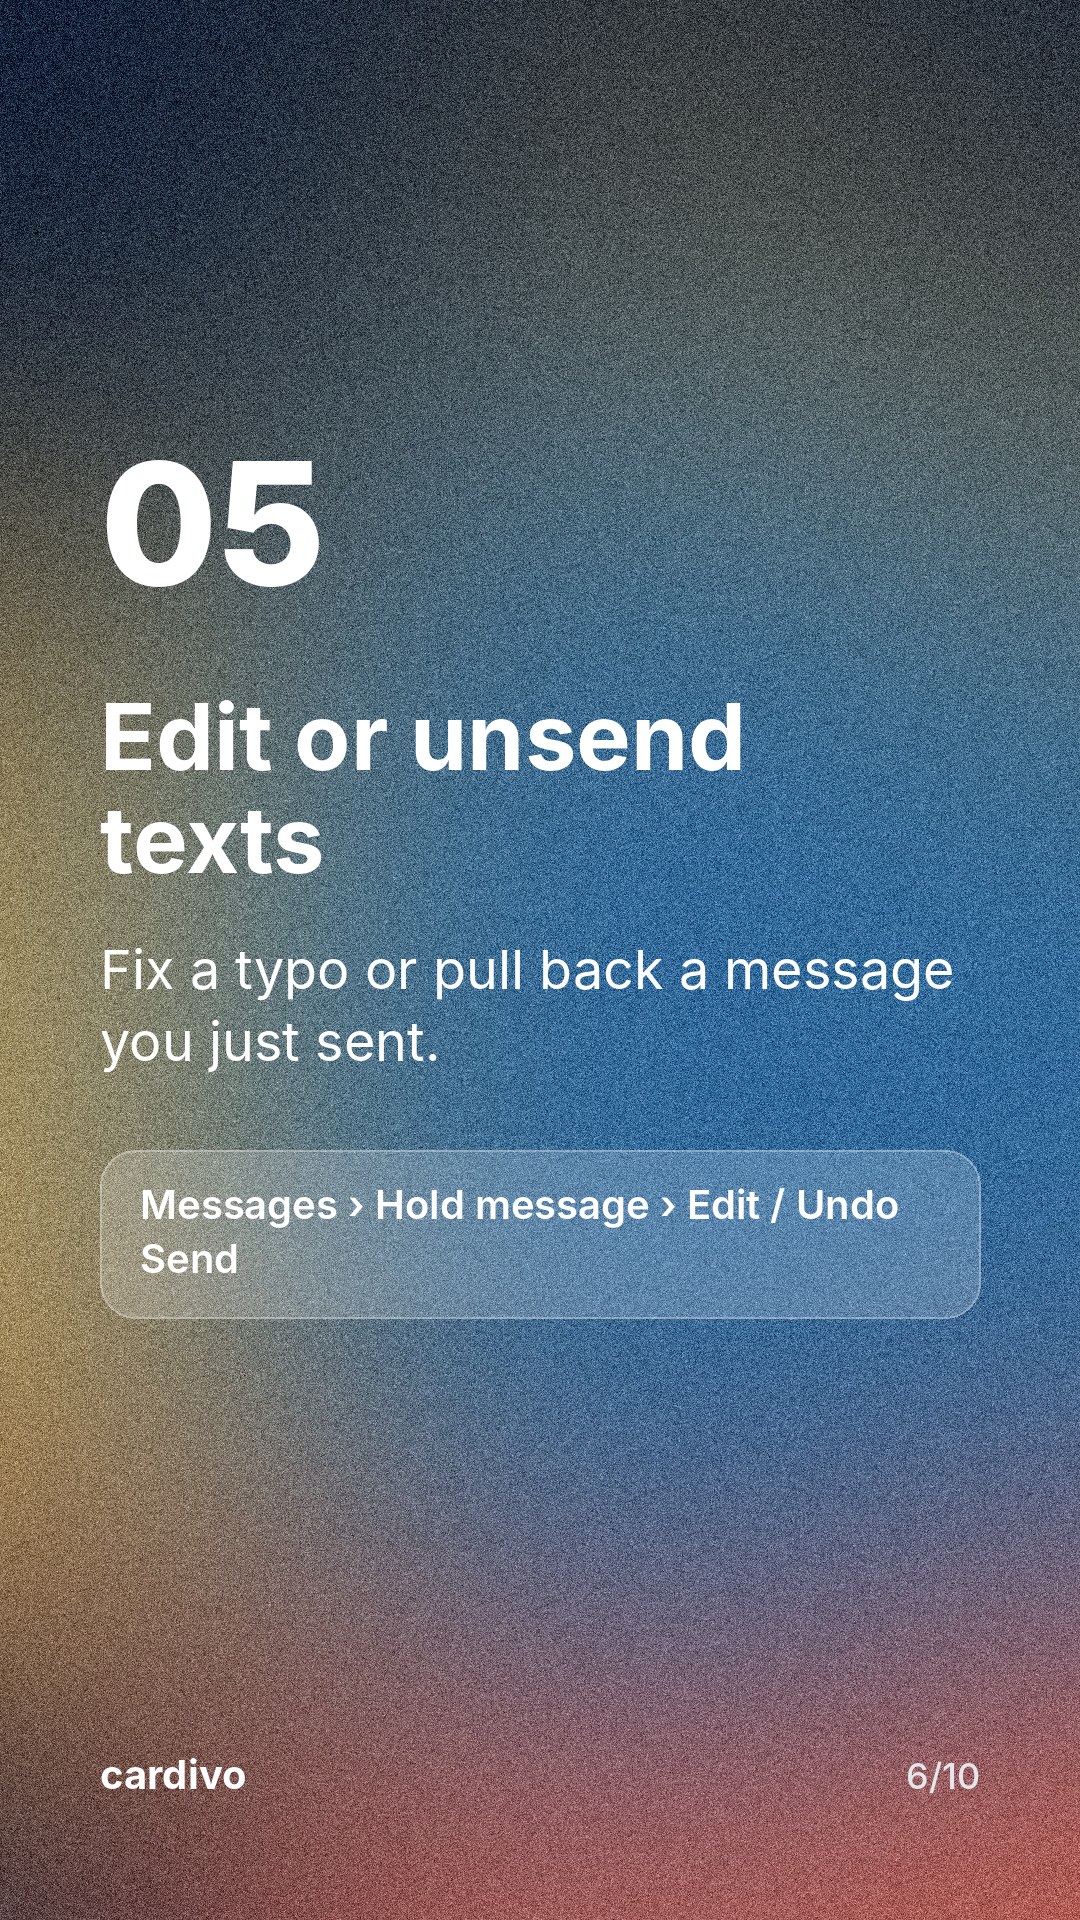 05
Edit or unsend
texts
Fix a typo or pull back a message
you just sent.
Messages › Hold message › Edit / Undo
Send
cardivo
6/10